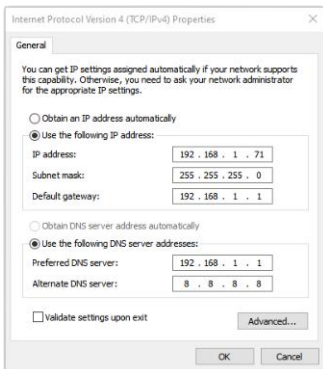 Internet Protocol Version 4 (TCP/IPv4) Properties
General
You can get IP settings assigned automatically if your network supports
this capability. Otherwise, you need to ask your network administrator
for the appropriate IP settings.
Obtain an IP address automatically
Use the following IP address:
IP address: 192 . 168 . 1 . 71
Subnet mask: 255 . 255 . 255 . 0
Default gateway: 192 . 168 . 1 . 1
Obtain DNS server address automatically
Use the following DNS server addresses:
Preferred DNS server: 192 . 168 . 1 . 1
Alternate DNS server: 8 . 8 . 8 . 8
Validate settings upon exit
Advanced...
OK Cancel